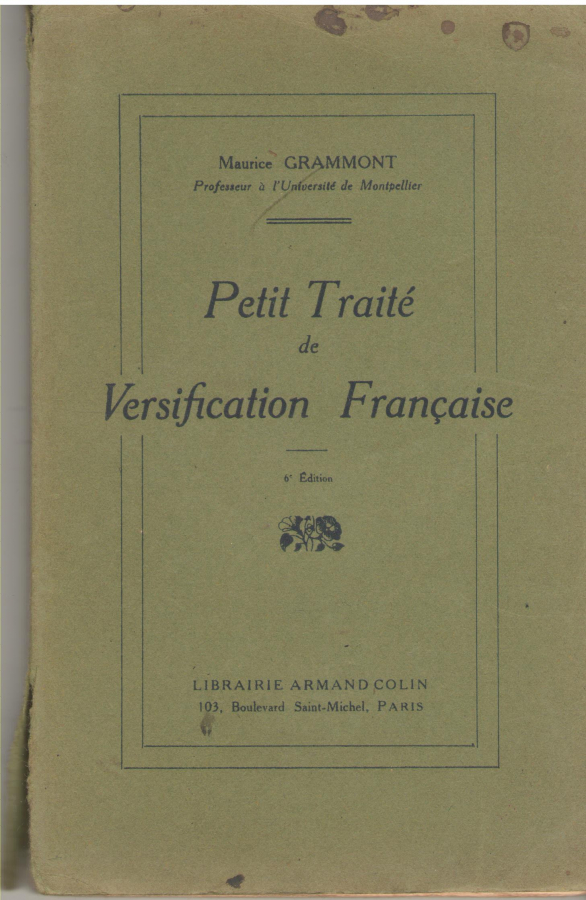 Maurice GRAMMONT
Professeur à l'Université de Montpellier
Petit Traité
de
Versification Française
6e Édition
LIBRAIRIE ARMAND COLIN
103, Boulevard Saint-Michel, PARIS